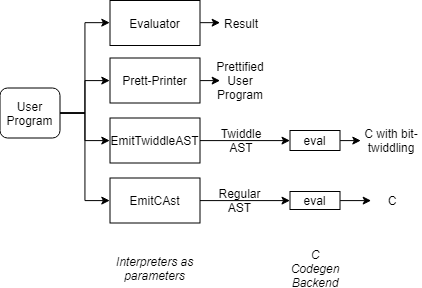 Evaluator
Result
Prett-Printer
Prettified
User
Program
User
Program
EmitTwiddleAST
Twiddle
AST
eval
C with bit-
twiddling
EmitCAst
Regular
AST
eval
C
Interpreters as
parameters
C
Codegen
Backend